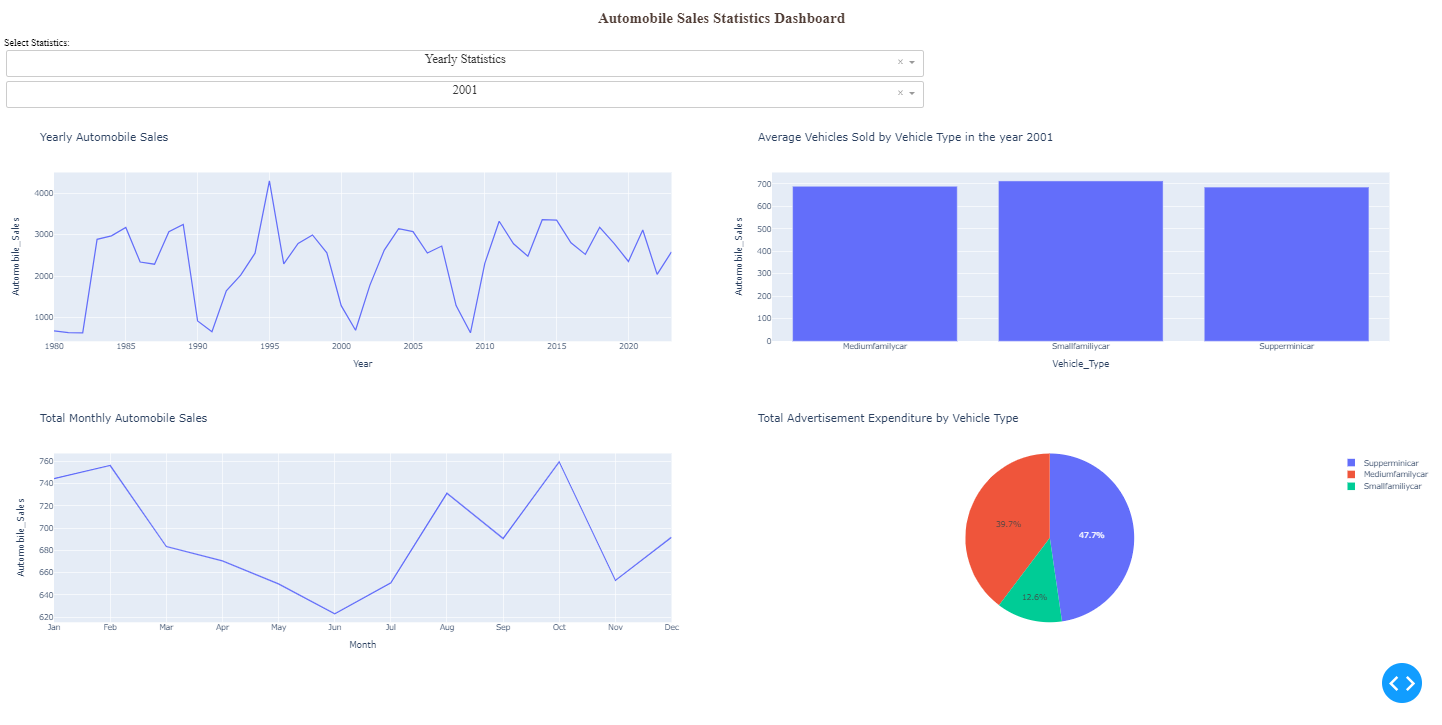 Automobile Sales Statistics Dashboard
Select Statistics:
Yearly Statistics
×
2001
×
Yearly Automobile Sales
Automobile_Sales
4000
3000
2000
1000
1980 1985 1990 1995 2000 2005 2010 2015 2020
Year
Average Vehicles Sold by Vehicle Type in the year 2001
Automobile_Sales
700
600
500
400
300
200
100
0
Mediumfamilycar Smallfamiliycar Supperminicar
Vehicle_Type
Total Monthly Automobile Sales
Automobile_Sales
760
740
720
700
680
660
640
620
Jan Feb Mar Apr May Jun Jul Aug Sep Oct Nov Dec
Month
Total Advertisement Expenditure by Vehicle Type
39.7%
47.7%
12.6%
Supperminicar
Mediumfamilycar
Smallfamiliycar